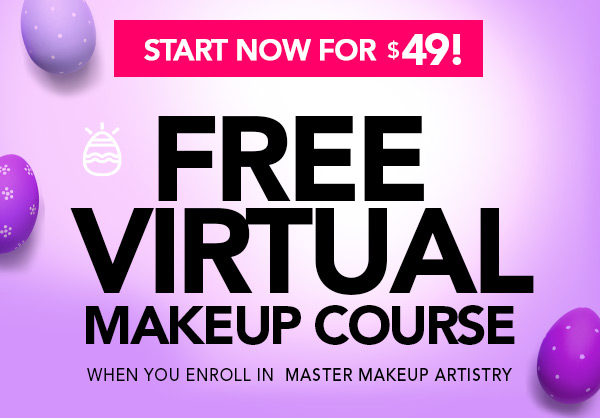 START NOW FOR $49!
FREE
VIRTUAL
MAKEUP COURSE
WHEN YOU ENROLL IN MASTER MAKEUP ARTISTRY